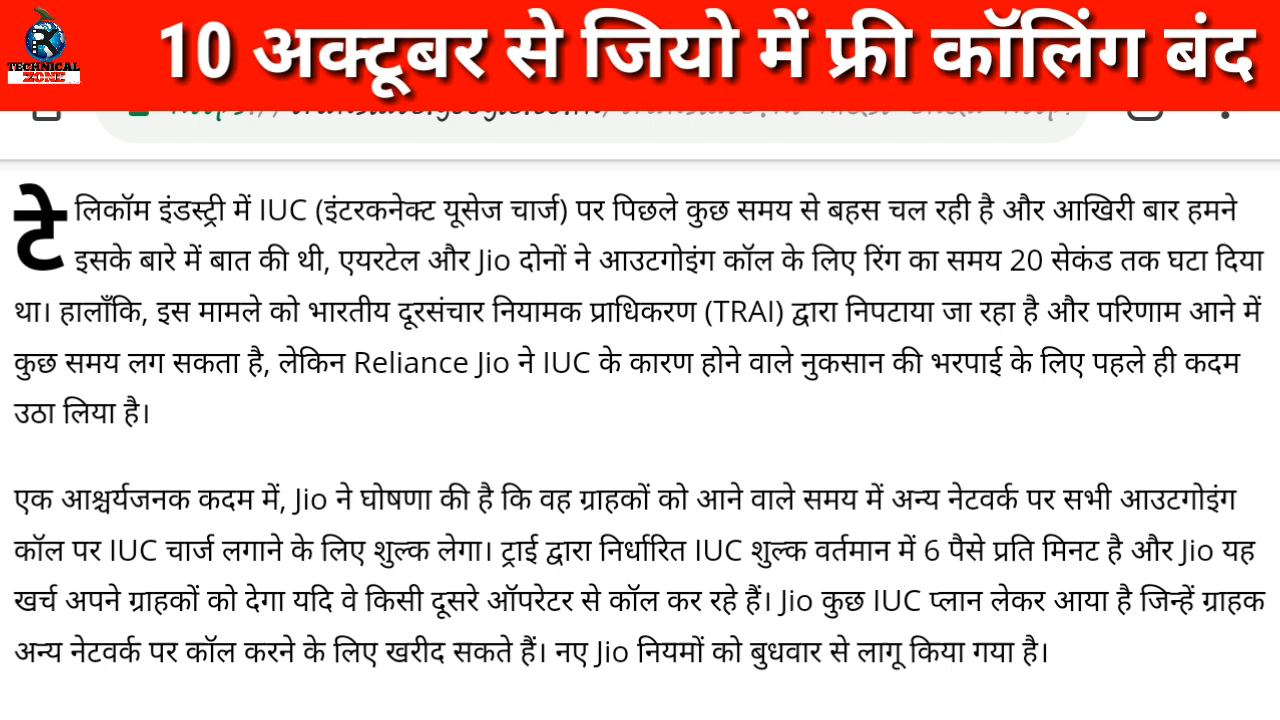 TECHNICAL
ZONE
10 अक्टूबर से जियो में फ्री कॉलिंग बंद
टेलिकॉम इंडस्ट्री में IUC (इंटरकनेक्ट यूसेज चार्ज) पर पिछले कुछ समय से बहस चल रही है और आखिरी बार हमने
इसके बारे में बात की थी, एयरटेल और Jio दोनों ने आउटगोइंग कॉल के लिए रिंग का समय 20 सेकंड तक घटा दिया
था। हालाँकि, इस मामले को भारतीय दूरसंचार नियामक प्राधिकरण (TRAI) द्वारा निपटाया जा रहा है और परिणाम आने में
कुछ समय लग सकता है, लेकिन Reliance Jio ने IUC के कारण होने वाले नुकसान की भरपाई के लिए पहले ही कदम
उठा लिया है।
एक आश्चर्यजनक कदम में, Jio ने घोषणा की है कि वह ग्राहकों को आने वाले समय में अन्य नेटवर्क पर सभी आउटगोइंग
कॉल पर IUC चार्ज लगाने के लिए शुल्क लेगा। ट्राई द्वारा निर्धारित IUC शुल्क वर्तमान में 6 पैसे प्रति मिनट है और Jio यह
खर्च अपने ग्राहकों को देगा यदि वे किसी दूसरे ऑपरेटर से कॉल कर रहे हैं। Jio कुछ IUC प्लान लेकर आया है जिन्हें ग्राहक
अन्य नेटवर्क पर कॉल करने के लिए खरीद सकते हैं। नए Jio नियमों को बुधवार से लागू किया गया है।